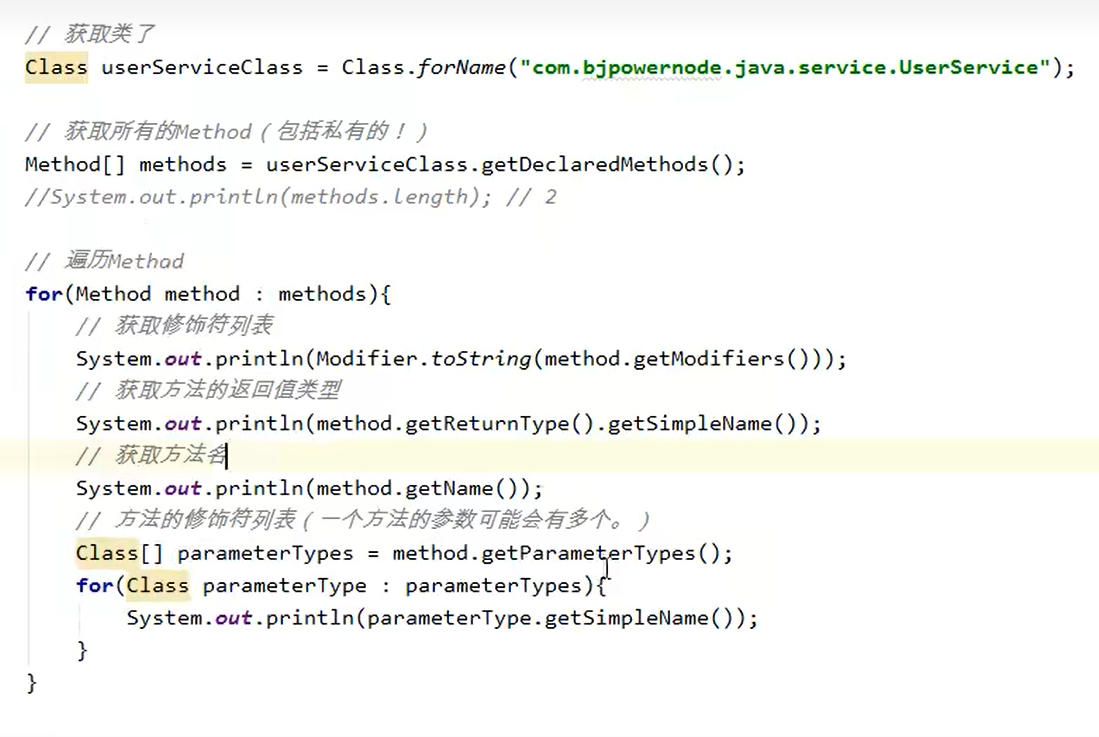 // 获取类了
Class userServiceClass = Class.forName("com.bjpowernode.java.service.UserService");
// 获取所有的Method（包括私有的！）
Method[] methods = userServiceClass.getDeclaredMethods();
//System.out.println(methods.length); // 2
// 遍历Method
for(Method method : methods){
// 获取修饰符列表
System.out.println(Modifier.toString(method.getModifiers()));
// 获取方法的返回值类型
System.out.println(method.getReturnType().getSimpleName());
// 获取方法名
System.out.println(method.getName());
// 方法的修饰符列表（一个方法的参数可能会有多个。）
Class[] parameterTypes = method.getParameterTypes();
for(Class parameterType : parameterTypes){
System.out.println(parameterType.getSimpleName());
}
}